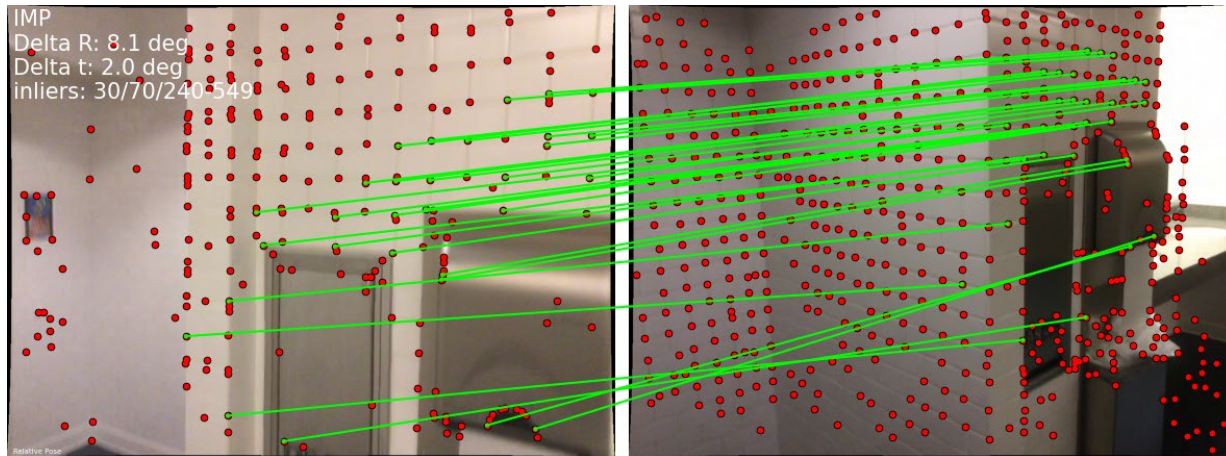 IMP
Delta R: 8.1 deg
Delta t: 2.0 deg
inliers: 30/70/240-549
Relative Pose